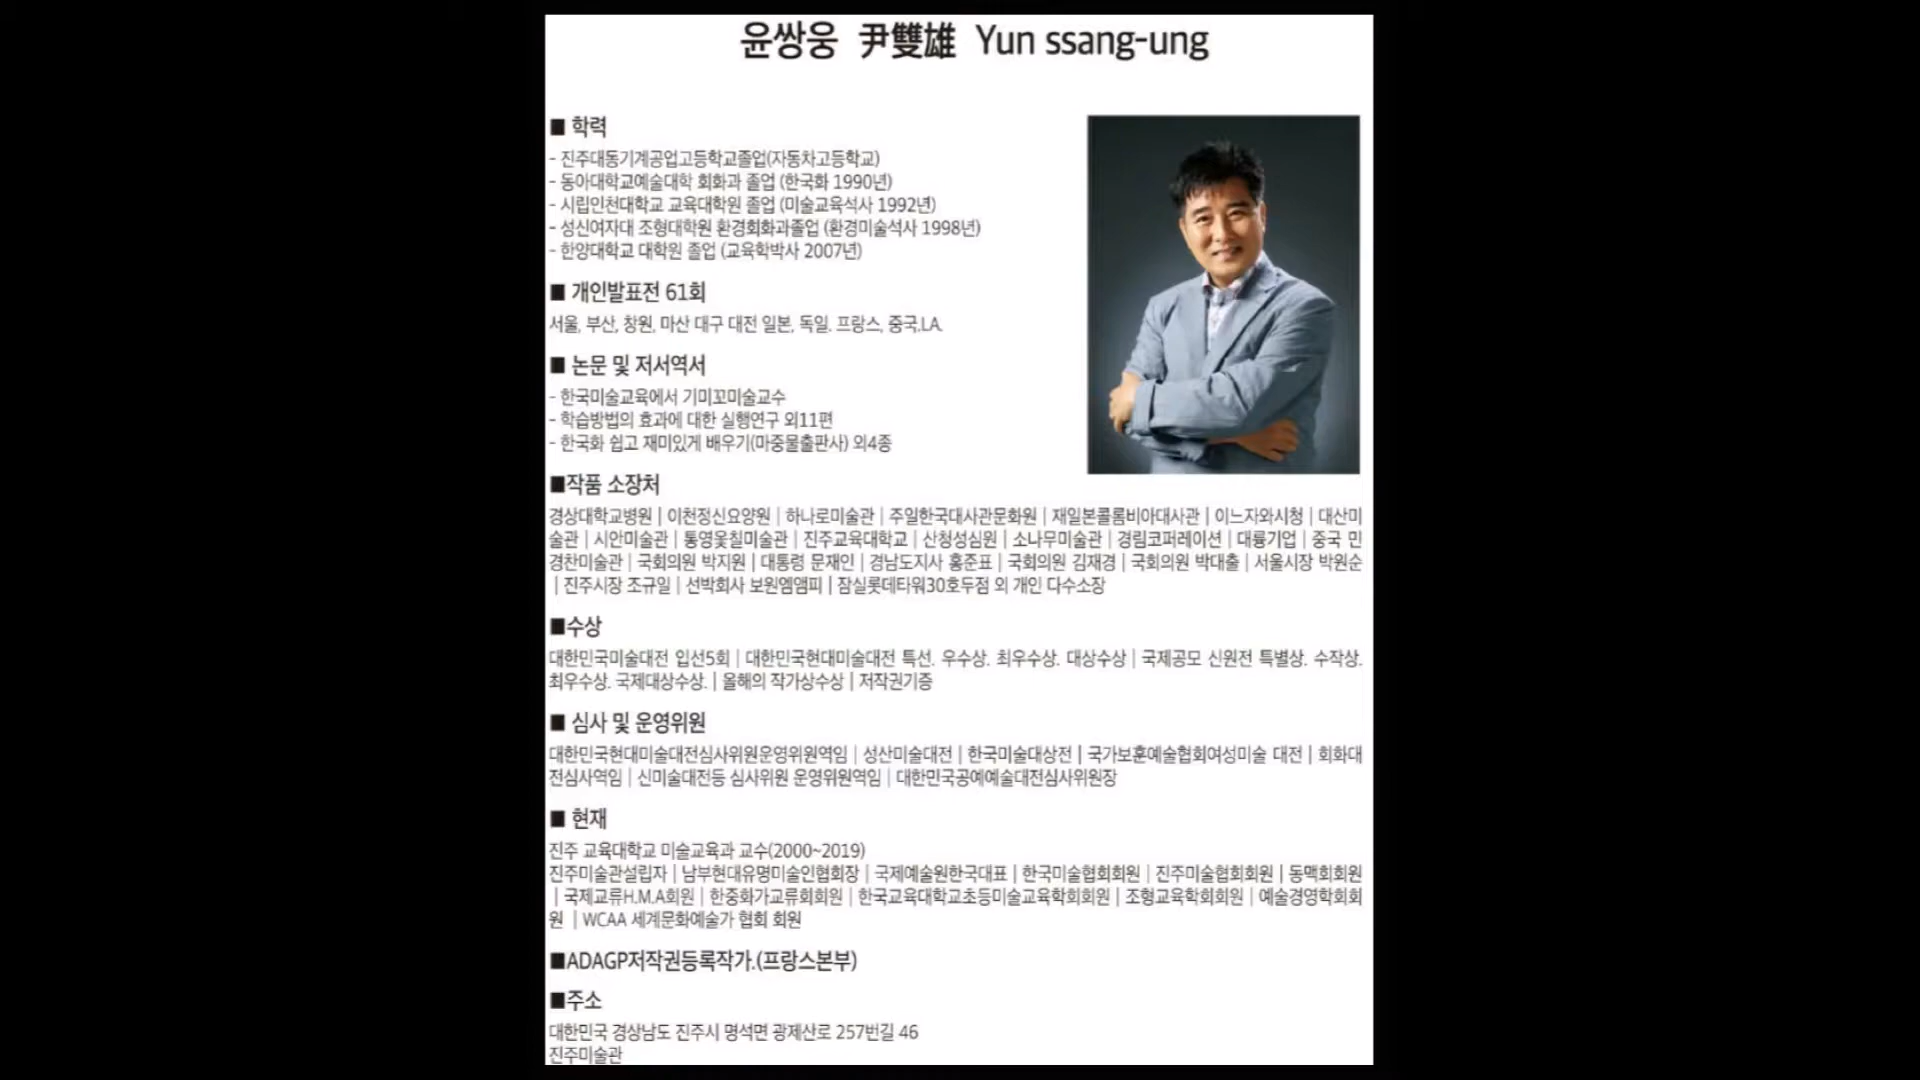 윤쌍웅 尹雙雄 Yun ssang-ung
■ 학력
- 진주대동기계공업고등학교졸업(자동차고등학교)
- 동아대학교예술대학 회화과 졸업 (한국화 1990년)
- 시립인천대학교 교육대학원 졸업 (미술교육석사 1992년)
- 성신여자대 조형대학원 환경회화과졸업 (환경미술석사 1998년)
- 한양대학교 대학원 졸업 (교육학박사 2007년)
■ 개인발표전 61회
서울, 부산, 창원, 마산 대구 대전 일본, 독일. 프랑스, 중국,LA.
■ 논문 및 저서역서
- 한국미술교육에서 기미꼬미술교수
- 학습방법의 효과에 대한 실행연구 외11편
- 한국화 쉽고 재미있게 배우기(마중물출판사) 외4종
■작품 소장처
경상대학교병원 | 이천정신요양원 | 하나로미술관 | 주일한국대사관문화원 | 재일본콜롬비아대사관 | 이느자와시청 | 대산미
술관 | 시안미술관 | 통영옻칠미술관 | 진주교육대학교 | 산청성심원 | 소나무미술관 | 경림코퍼레이션 | 대륭기업 | 중국 민
경찬미술관 | 국회의원 박지원 | 대통령 문재인 | 경남도지사 홍준표 | 국회의원 김재경 | 국회의원 박대출 | 서울시장 박원순
| 진주시장 조규일 | 선박회사 보원엠앰피 | 잠실롯데타워30호두점 외 개인 다수소장
■수상
대한민국미술대전 입선5회 | 대한민국현대미술대전 특선. 우수상. 최우수상. 대상수상 | 국제공모 신원전 특별상. 수작상.
최우수상. 국제대상수상. | 올해의 작가상수상 | 저작권기증
■ 심사 및 운영위원
대한민국현대미술대전심사위원운영위원역임 | 성산미술대전 | 한국미술대상전 | 국가보훈예술협회여성미술 대전 | 회화대
전심사역임 | 신미술대전등 심사위원 운영위원역임 | 대한민국공예예술대전심사위원장
■ 현재
진주 교육대학교 미술교육과 교수(2000~2019)
진주미술관설립자 | 남부현대유명미술인협회장 | 국제예술원한국대표 | 한국미술협회회원 | 진주미술협회회원 | 동맥회회원
| 국제교류H.M.A회원 | 한중화가교류회회원 | 한국교육대학교초등미술교육학회회원 | 조형교육학회회원 | 예술경영학회회
원 | WCAA 세계문화예술가 협회 회원
■ADAGP저작권등록작가.(프랑스본부)
■주소
대한민국 경상남도 진주시 명석면 광제산로 257번길 46
진주미술관